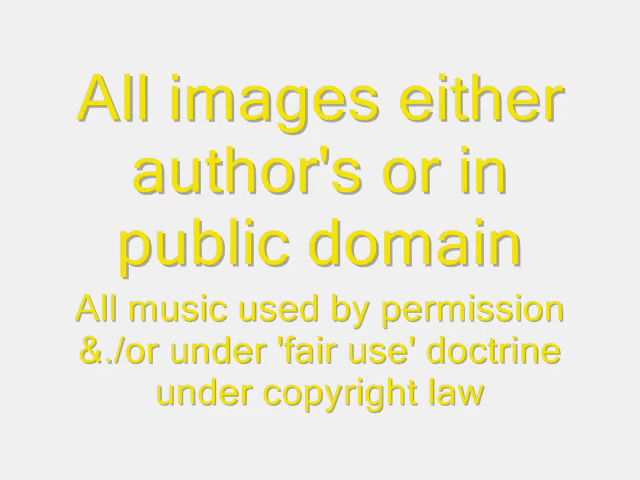 All images either
author's or in
public domain
All music used by permission
&./or under 'fair use' doctrine
under copyright law